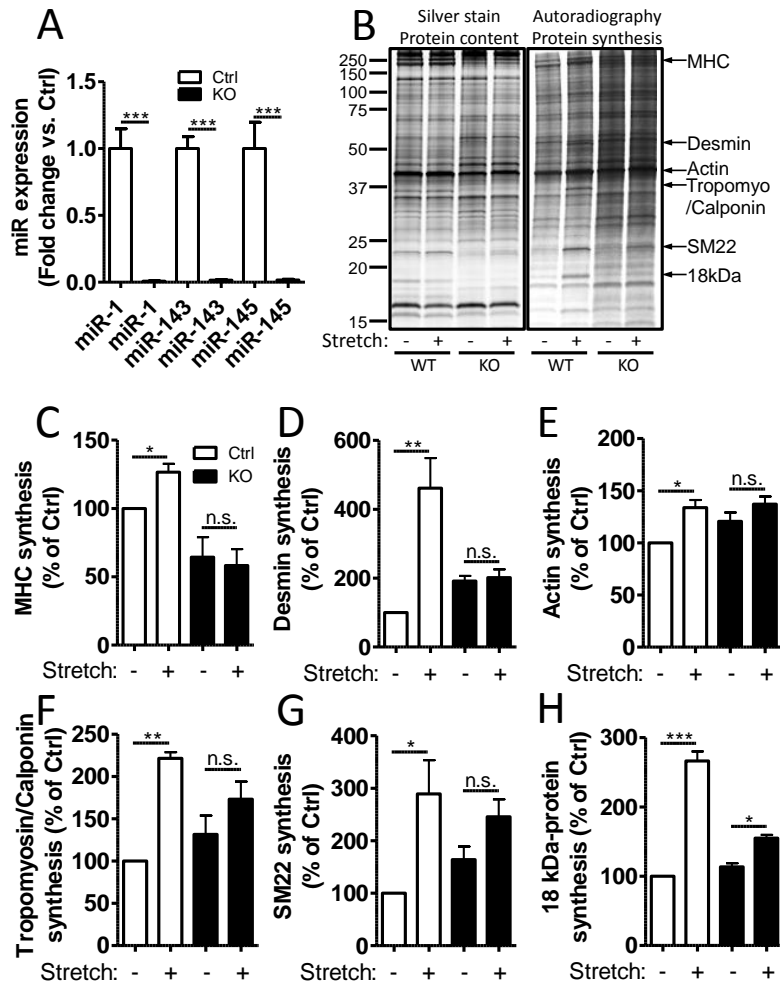 A
Ctrl
KO
***
***
***
miR expression
(Fold change vs. Ctrl)
1.5
1.0
0.5
0.0
miR-1
miR-1
miR-143
miR-143
miR-145
miR-145
B
Silver stain
Protein content
Autoradiography
Protein synthesis
250
150
100
75
50
37
25
20
15
MHC
Desmin
Actin
Tropomyo
/Calponin
SM22
18kDa
Stretch: - + - + - + - +
WT KO WT KO
C
Ctrl
KO
MHC synthesis
(% of Ctrl)
150
100
50
0
*
n.s.
Stretch: - + - +
D
Desmin synthesis
(% of Ctrl)
600
400
200
0
**
n.s.
Stretch: - + - +
E
Actin synthesis
(% of Ctrl)
200
150
100
50
0
*
n.s.
Stretch: - + - +
F
Tropomyosin/Calponin
synthesis (% of Ctrl)
250
200
150
100
50
0
**
n.s.
Stretch: - + - +
G
SM22 synthesis
(% of Ctrl)
400
300
200
100
0
*
n.s.
Stretch: - + - +
H
18 kDa-protein
synthesis (% of Ctrl)
300
200
100
0
***
*
Stretch: - + - +